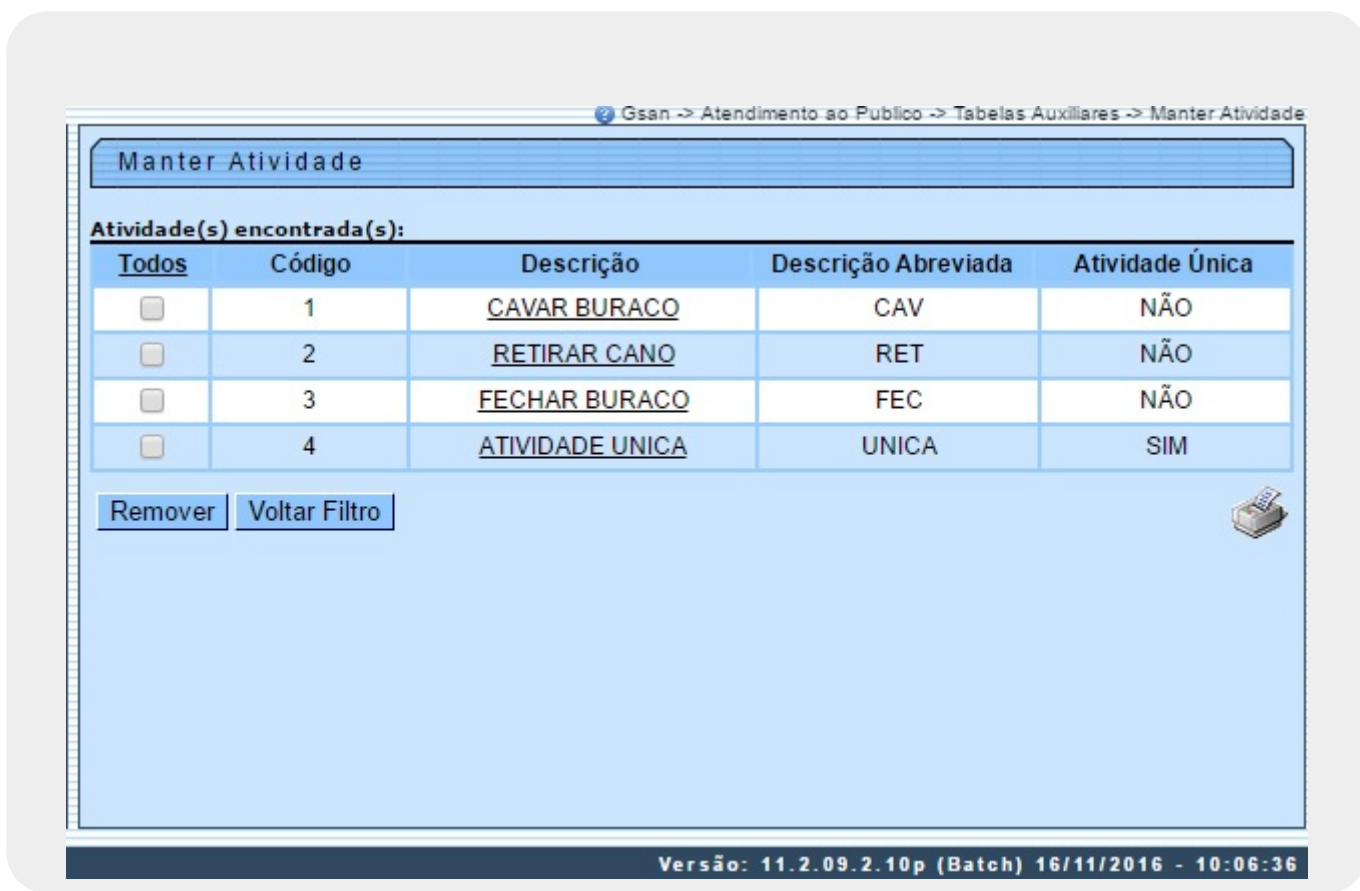 Gsan -> Atendimento ao Publico -> Tabelas Auxiliares -> Manter Atividade
Manter Atividade
Atividade(s) encontrada(s):
Todos Código Descrição Descrição Abreviada Atividade Única
1 CAVAR BURACO CAV NÃO
2 RETIRAR CANO RET NÃO
3 FECHAR BURACO FEC NÃO
4 ATIVIDADE UNICA UNICA SIM
Remover Voltar Filtro
Versão: 11.2.09.2.10p (Batch) 16/11/2016 - 10:06:36